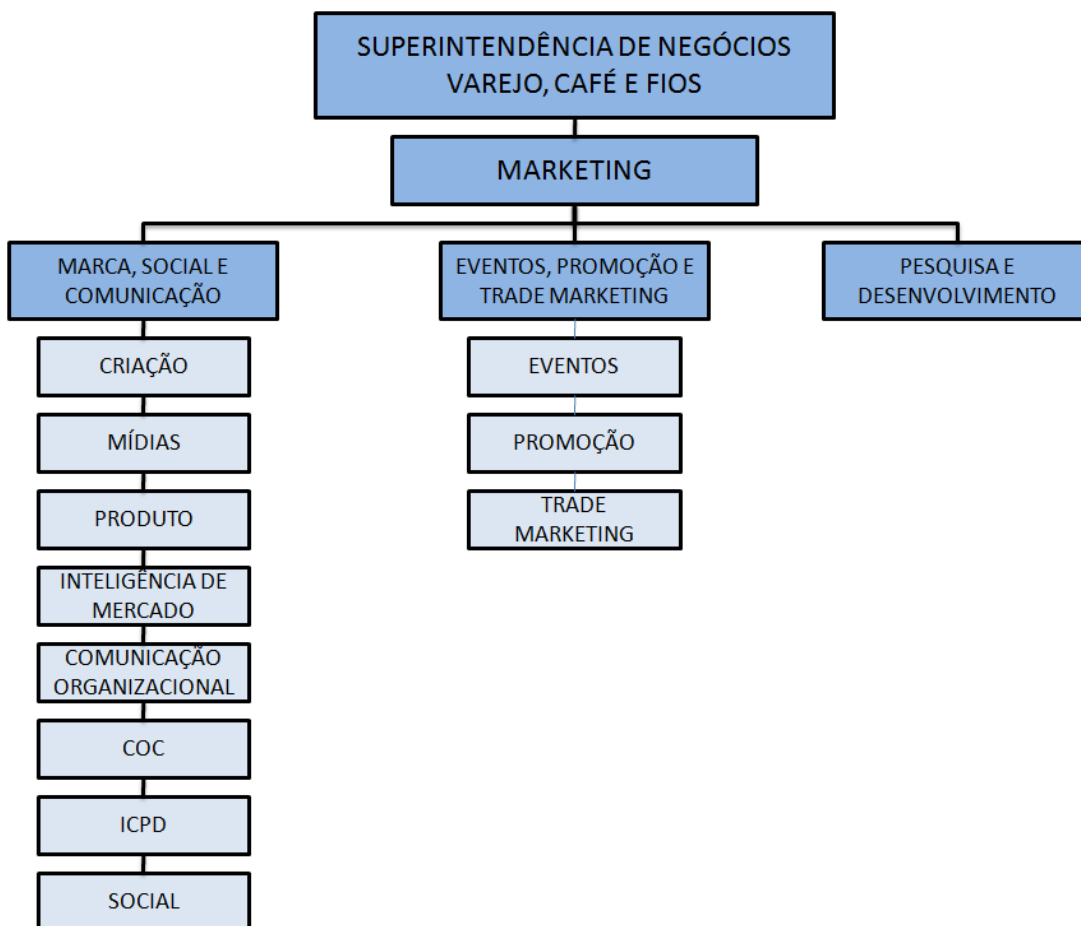 SUPERINTENDÊNCIA DE NEGÓCIOS
VAREJO, CAFÉ E FIOS
MARKETING
MARCA, SOCIAL E
COMUNICAÇÃO
EVENTOS, PROMOÇÃO E
TRADE MARKETING
PESQUISA E
DESENVOLVIMENTO
CRIAÇÃO
MÍDIAS
PRODUTO
INTELIGÊNCIA DE
MERCADO
COMUNICAÇÃO
ORGANIZACIONAL
COC
ICPD
SOCIAL
EVENTOS
PROMOÇÃO
TRADE
MARKETING